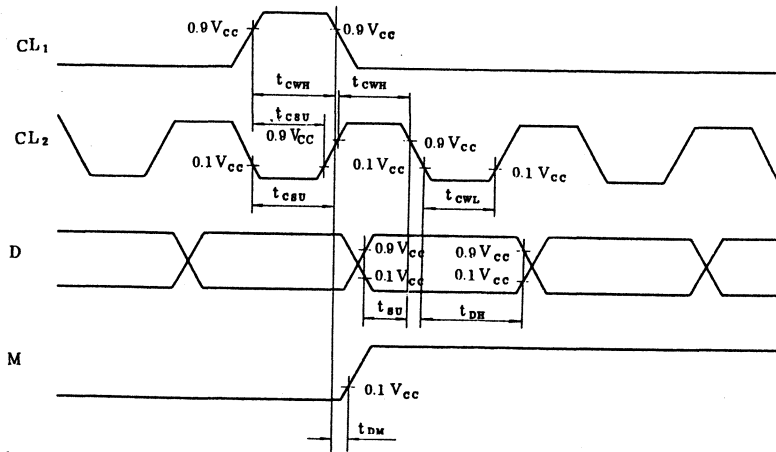 0.9 VCC
0.9 VCC
CL1
tCWH
tCWH
tCSU
0.9 VCC
CL2
0.9 VCC
0.1 VCC
0.1 VCC
0.1 VCC
tCSU
tCWL
D
0.9 VCC
0.9 VCC
0.1 VCC
0.1 VCC
tSU
tDH
M
0.1 VCC
tDM